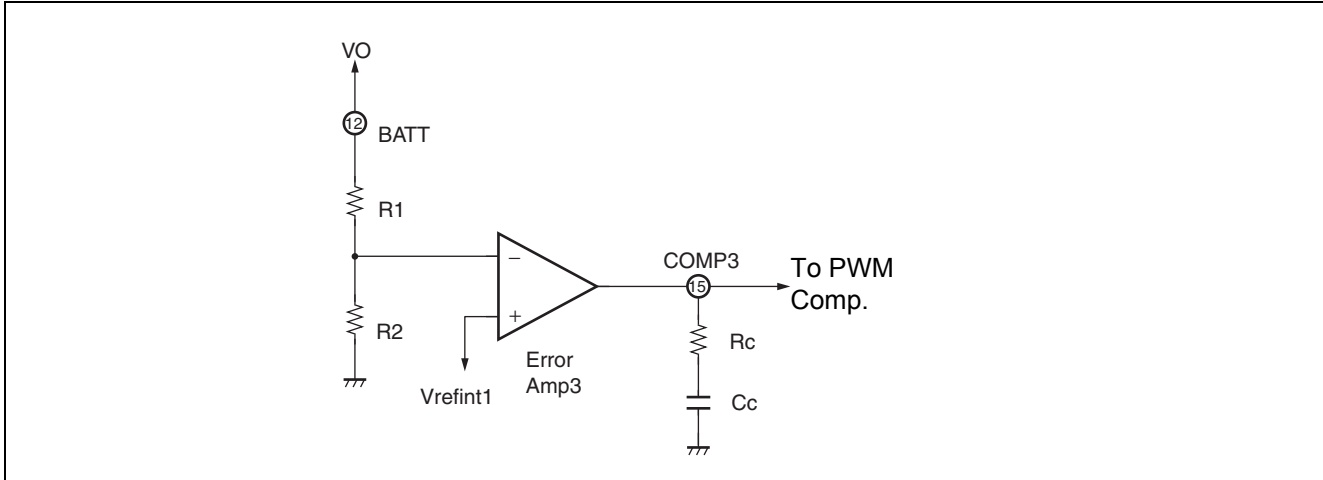 VO
12 BATT
R1
R2
−
+
Vrefint1
Error
Amp3
COMP3
15
To PWM
Comp.
Rc
Cc